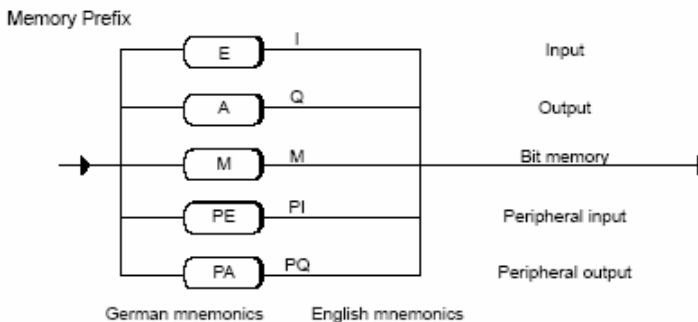 Memory Prefix
E I Input
A Q Output
M M Bit memory
PE PI Peripheral input
PA PQ Peripheral output
German mnemonics English mnemonics